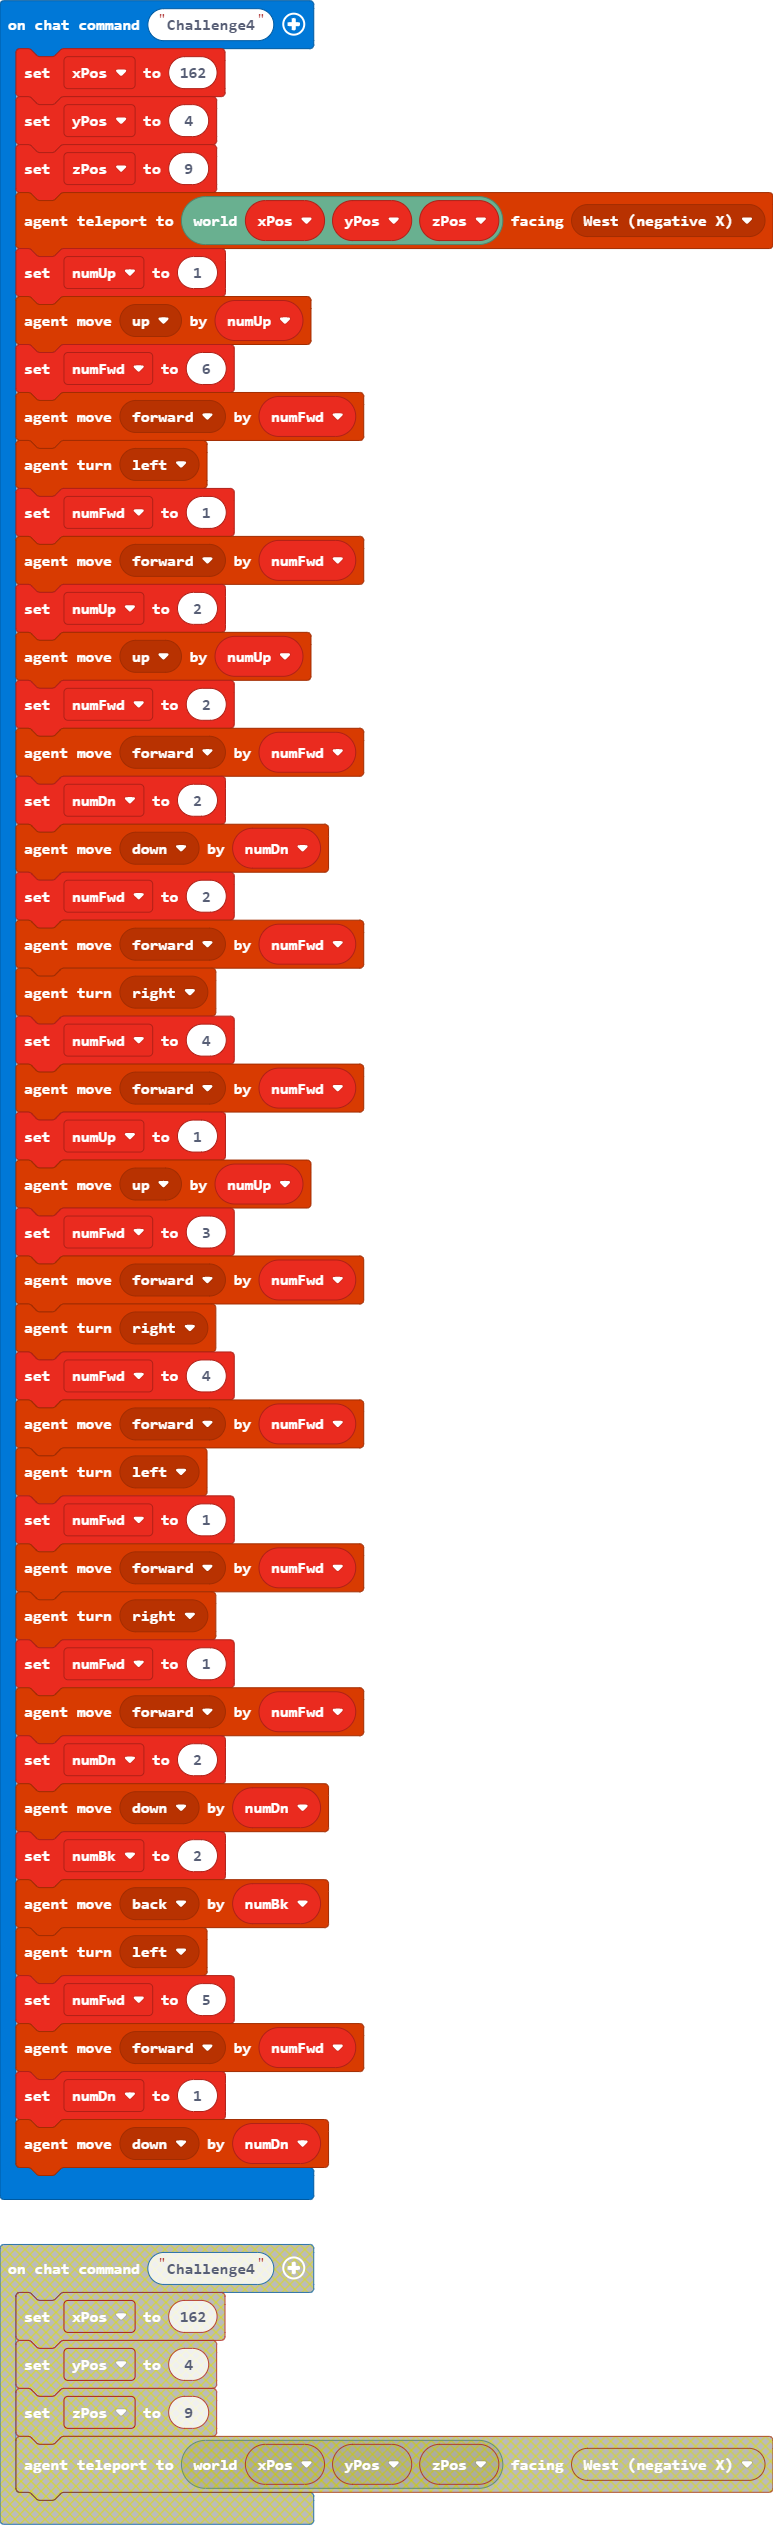 on chat command "Challenge4"
set xPos to 162
set yPos to 4
set zPos to 9
agent teleport to world xPos yPos zPos facing West (negative X)
set numUp to 1
agent move up by numUp
set numFwd to 6
agent move forward by numFwd
agent turn left
set numFwd to 1
agent move forward by numFwd
set numUp to 2
agent move up by numUp
set numFwd to 2
agent move forward by numFwd
set numDn to 2
agent move down by numDn
set numFwd to 2
agent move forward by numFwd
agent turn right
set numFwd to 4
agent move forward by numFwd
set numUp to 1
agent move up by numUp
set numFwd to 3
agent move forward by numFwd
agent turn right
set numFwd to 4
agent move forward by numFwd
agent turn left
set numFwd to 1
agent move forward by numFwd
agent turn right
set numFwd to 1
agent move forward by numFwd
set numDn to 2
agent move down by numDn
set numBk to 2
agent move back by numBk
agent turn left
set numFwd to 5
agent move forward by numFwd
set numDn to 1
agent move down by numDn
on chat command "Challenge4"
set xPos to 162
set yPos to 4
set zPos to 9
agent teleport to world xPos yPos zPos facing West (negative X)